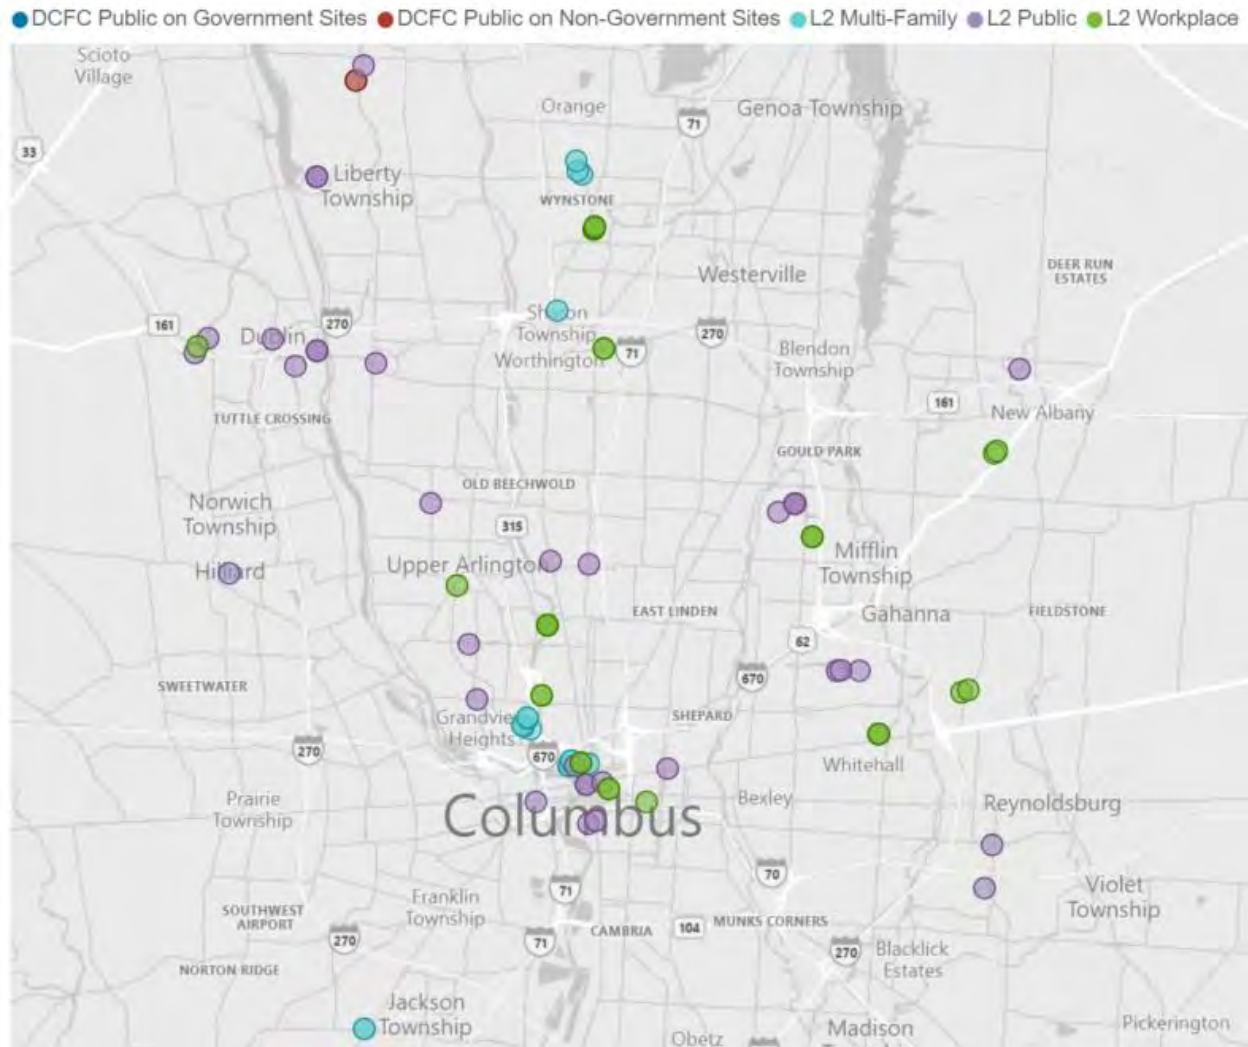 DCFC Public on Government Sites DCFC Public on Non-Government Sites L2 Multi-Family L2 Public L2 Workplace
Scioto
Village
Orange
Genoa Township
71
33
Liberty
Township
WYNSTONE
Westerville
DEER RUN
ESTATES
161
Dublin
270
Sharon
Township
270
Worthington
71
Blendon
Township
TUTTLE CROSSING
161
New Albany
GOULD PARK
OLD BEECHWOLD
Norwich
Township
315
Upper Arlington
Mifflin
Township
Hilliard
EAST LINDEN
Gahanna
FIELDSTONE
62
SWEETWATER
670
Grandview
Heights
SHEPARD
270
670
Whitehall
Prairie
Township
Columbus
Bexley
Reynoldsburg
70
Franklin
Township
71
Violet
Township
SOUTHWEST
AIRPORT
270
71
CAMBRIA
104
MUNKS CORNERS
270
Blacklick
Estates
NORTON RIDGE
Jackson
Township
Obetz
Madison
Pickerington